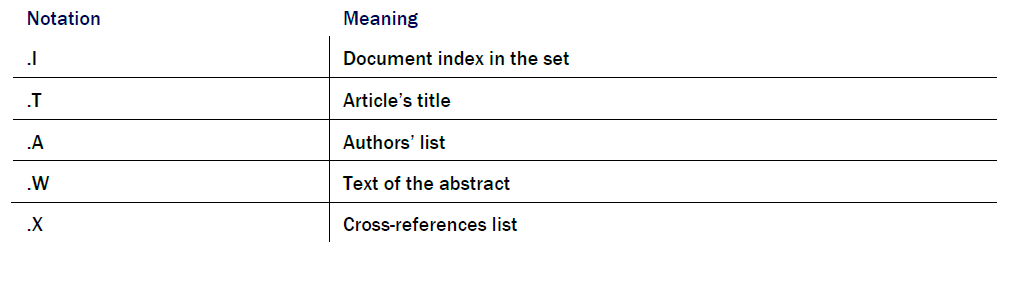 Notation Meaning
.I Document index in the set
.T Article’s title
.A Authors’ list
.W Text of the abstract
.X Cross-references list